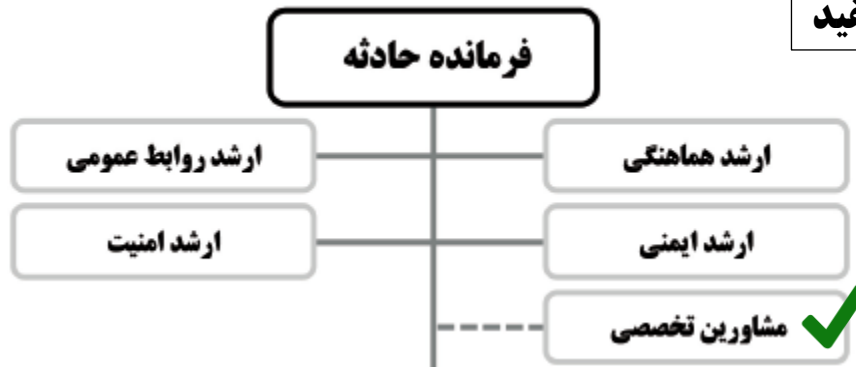 فرمانده حادثه
ارشد هماهنگی
ارشد روابط عمومی
ارشد ایمنی
ارشد امنیت
مشاورین تخصصی